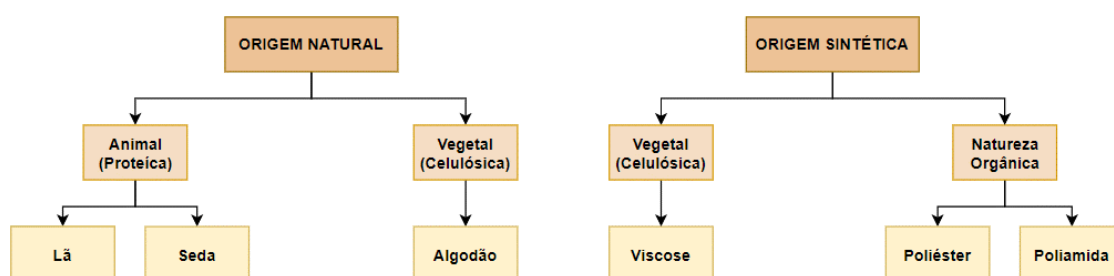 ORIGEM NATURAL
ORIGEM SINTÉTICA
Animal
(Proteíca)
Vegetal
(Celulósica)
Vegetal
(Celulósica)
Natureza
Orgânica
Lã
Seda
Algodão
Viscose
Poliéster
Poliamida